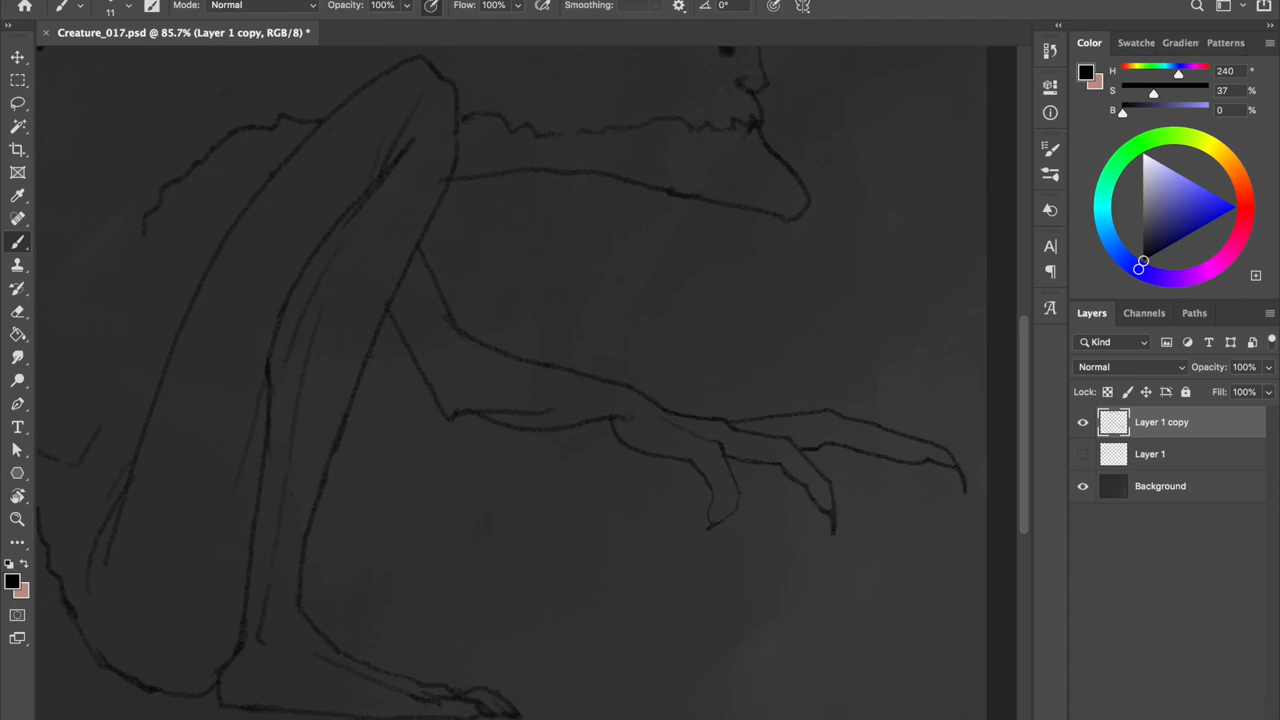 11 Mode: Normal Opacity: 100% Flow: 100% Smoothing: 0°
× Creature_017.psd @ 85.7% (Layer 1 copy, RGB/8) *
Color Swatche Gradien Patterns
H 240 °
S 37 %
B 0 %
Layers Channels Paths
Kind
Normal Opacity: 100%
Lock: Fill: 100%
Layer 1 copy
Layer 1
Background